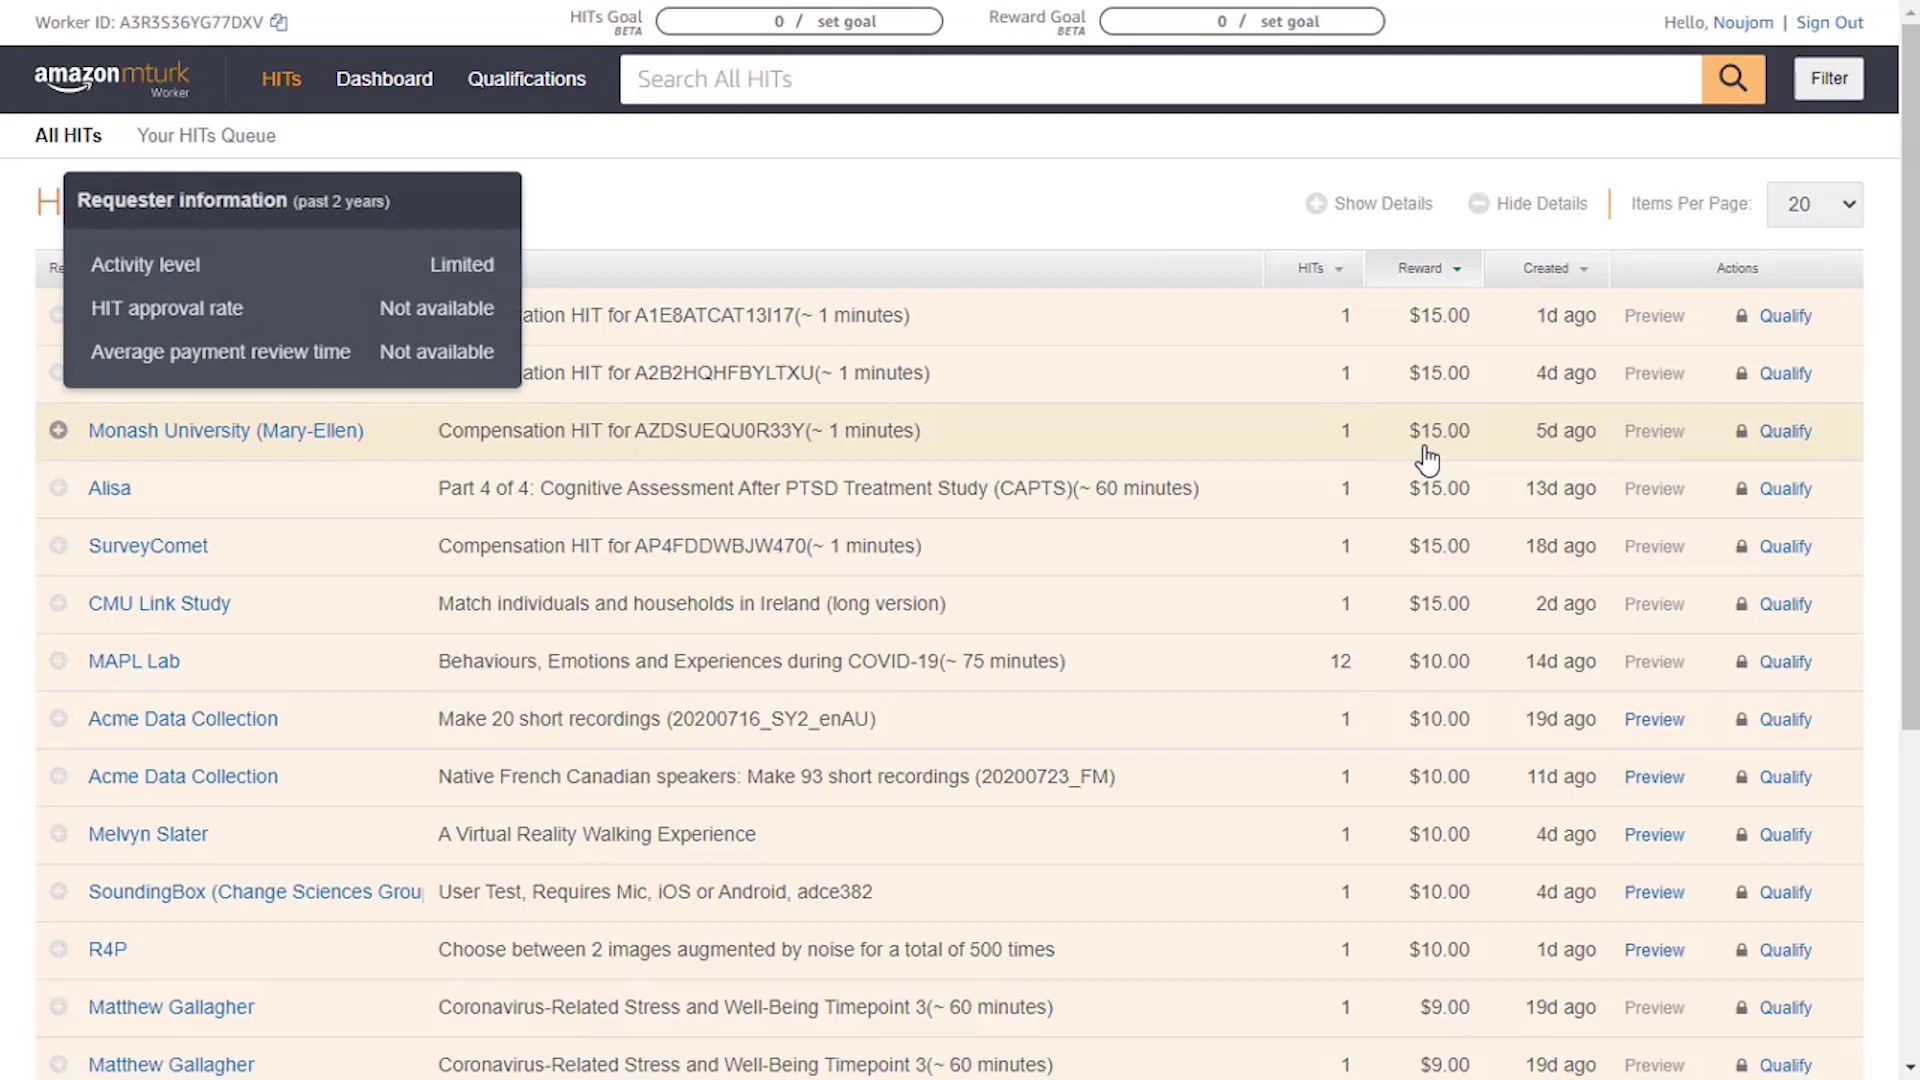 Worker ID: A3R3S36YG77DXV
HITs Goal BETA
0 / set goal
Reward Goal BETA
0 / set goal
Hello, Noujom | Sign Out
amazon mturk Worker
HITs
Dashboard
Qualifications
Search All HITs
Filter
All HITs
Your HITs Queue
H
Requester information (past 2 years)
Activity level Limited
HIT approval rate Not available
Average payment review time Not available
Show Details
Hide Details
Items Per Page: 20
Re HITs Reward Created Actions
ation HIT for A1E8ATCAT13I17(~ 1 minutes) 1 $15.00 1d ago Preview Qualify
ation HIT for A2B2HQHFBYLTXU(~ 1 minutes) 1 $15.00 4d ago Preview Qualify
Monash University (Mary-Ellen) Compensation HIT for AZDSUEQU0R33Y(~ 1 minutes) 1 $15.00 5d ago Preview Qualify
Alisa Part 4 of 4: Cognitive Assessment After PTSD Treatment Study (CAPTS)(~ 60 minutes) 1 $15.00 13d ago Preview Qualify
SurveyComet Compensation HIT for AP4FDDWBJW470(~ 1 minutes) 1 $15.00 18d ago Preview Qualify
CMU Link Study Match individuals and households in Ireland (long version) 1 $15.00 2d ago Preview Qualify
MAPL Lab Behaviours, Emotions and Experiences during COVID-19(~ 75 minutes) 12 $10.00 14d ago Preview Qualify
Acme Data Collection Make 20 short recordings (20200716_SY2_enAU) 1 $10.00 19d ago Preview Qualify
Acme Data Collection Native French Canadian speakers: Make 93 short recordings (20200723_FM) 1 $10.00 11d ago Preview Qualify
Melvyn Slater A Virtual Reality Walking Experience 1 $10.00 4d ago Preview Qualify
SoundingBox (Change Sciences Grou User Test, Requires Mic, iOS or Android, adce382 1 $10.00 4d ago Preview Qualify
R4P Choose between 2 images augmented by noise for a total of 500 times 1 $10.00 1d ago Preview Qualify
Matthew Gallagher Coronavirus-Related Stress and Well-Being Timepoint 3(~ 60 minutes) 1 $9.00 19d ago Preview Qualify
Matthew Gallagher Coronavirus-Related Stress and Well-Being Timepoint 3(~ 60 minutes) 1 $9.00 19d ago Preview Qualify